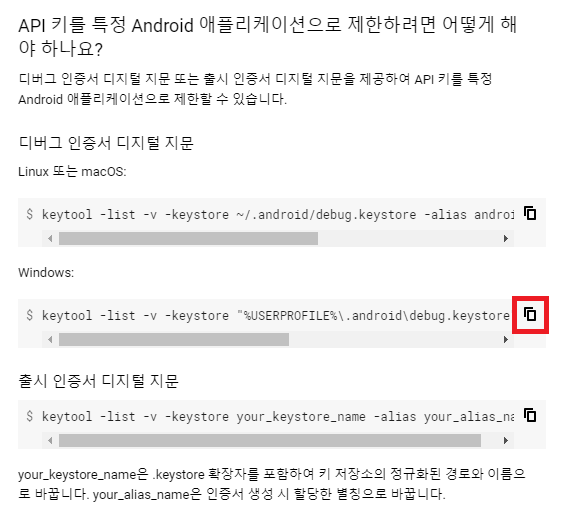 API 키를 특정 Android 애플리케이션으로 제한하려면 어떻게 해
야 하나요?
디버그 인증서 디지털 지문 또는 출시 인증서 디지털 지문을 제공하여 API 키를 특정
Android 애플리케이션으로 제한할 수 있습니다.
디버그 인증서 디지털 지문
Linux 또는 macOS:
$ keytool -list -v -keystore ~/.android/debug.keystore -alias androi
Windows:
$ keytool -list -v -keystore "%USERPROFILE%\.android\debug.keystore
출시 인증서 디지털 지문
$ keytool -list -v -keystore your_keystore_name -alias your_alias_na
your_keystore_name은 .keystore 확장자를 포함하여 키 저장소의 정규화된 경로와 이름으
로 바꿉니다. your_alias_name은 인증서 생성 시 할당한 별칭으로 바꿉니다.